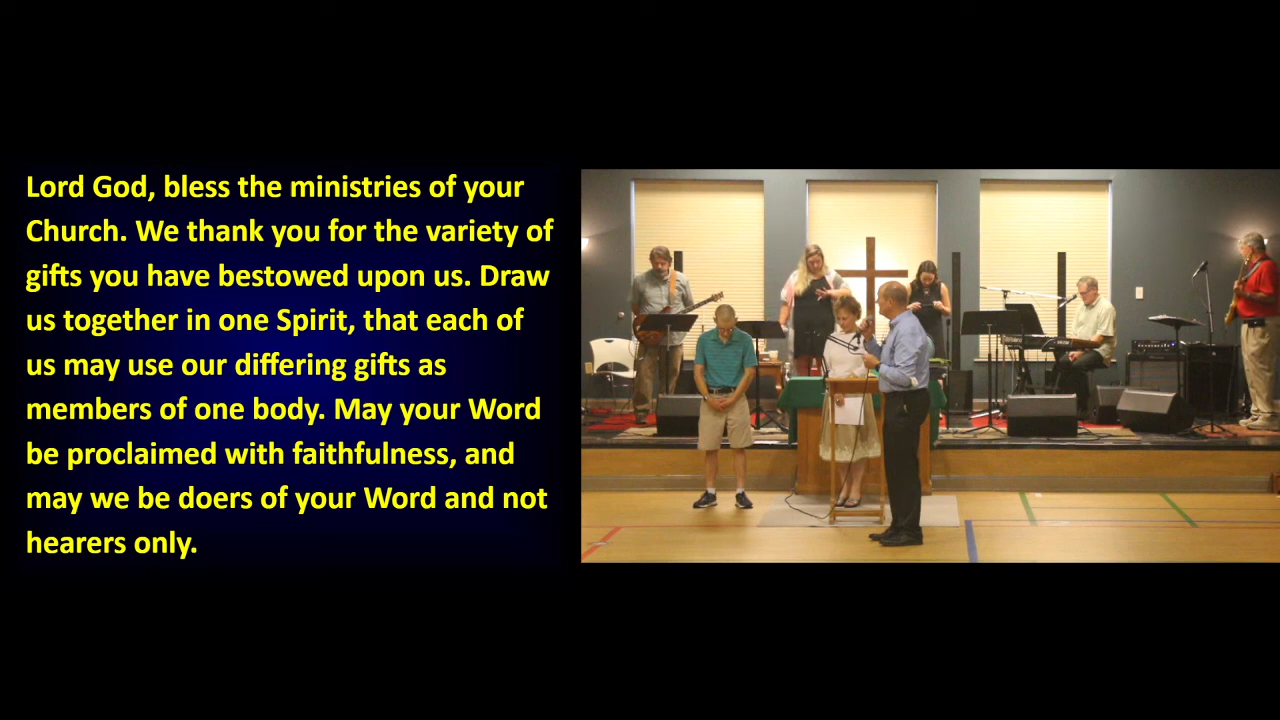 Lord God, bless the ministries of your
Church. We thank you for the variety of
gifts you have bestowed upon us. Draw
us together in one Spirit, that each of
us may use our differing gifts as
members of one body. May your Word
be proclaimed with faithfulness, and
may we be doers of your Word and not
hearers only.